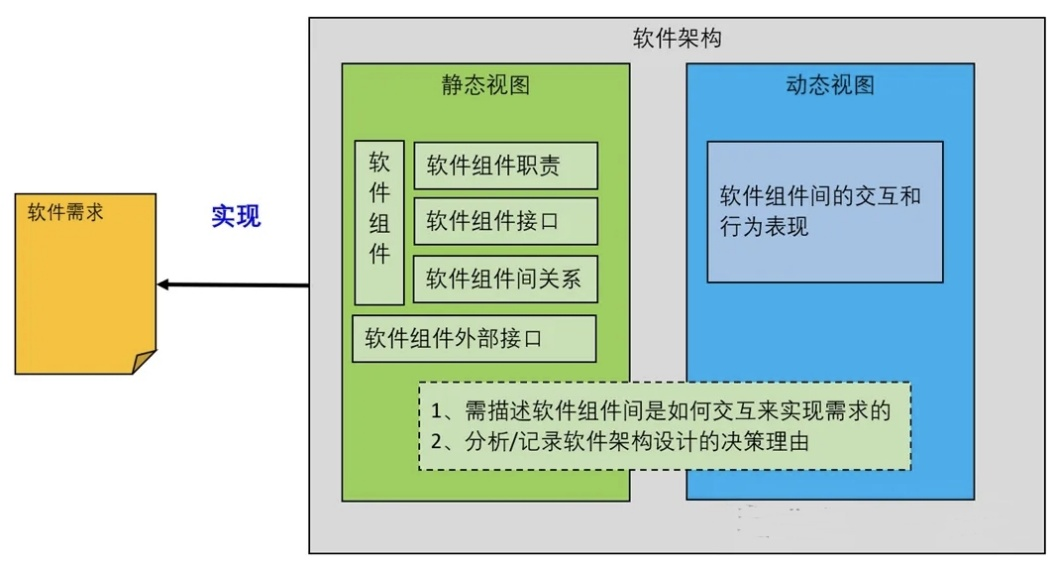 软件架构
静态视图
动态视图
软件组件
软件组件职责
软件组件接口
软件组件间关系
软件组件外部接口
软件组件间的交互和
行为表现
软件需求
实现
1、需描述软件组件间是如何交互来实现需求的
2、分析/记录软件架构设计的决策理由